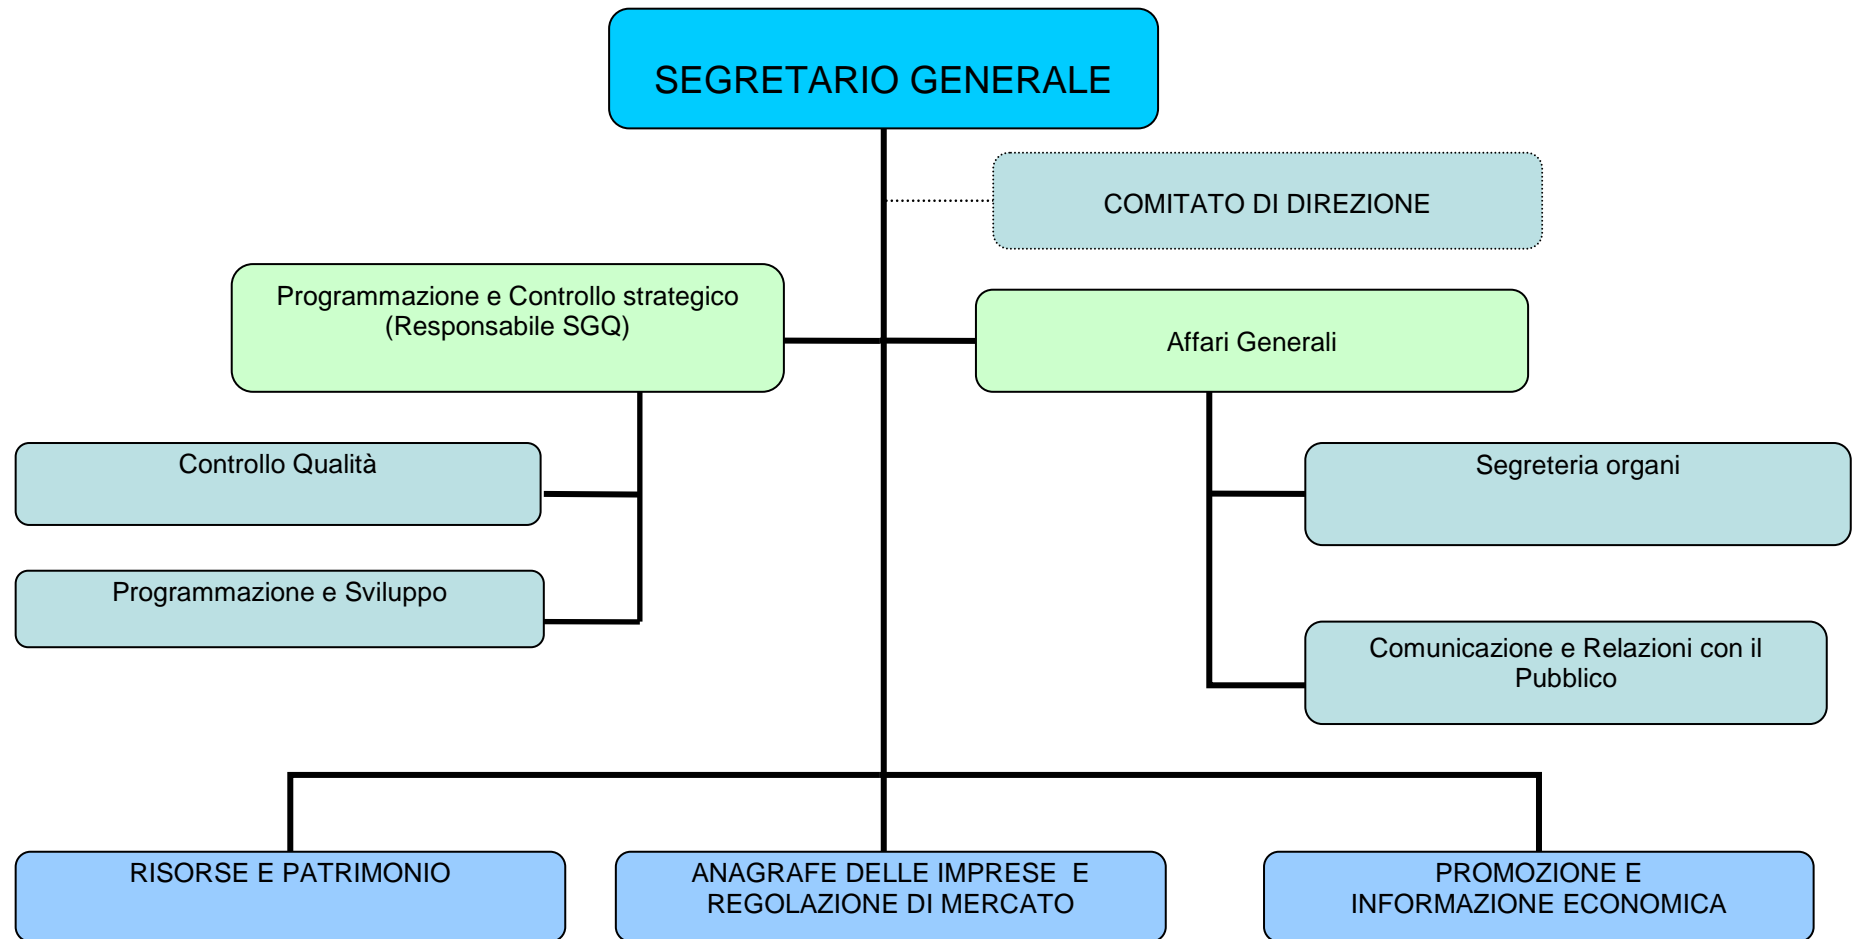 SEGRETARIO GENERALE
COMITATO DI DIREZIONE
Programmazione e Controllo strategico
(Responsabile SGQ)
Affari Generali
Controllo Qualità
Segreteria organi
Programmazione e Sviluppo
Comunicazione e Relazioni con il
Pubblico
RISORSE E PATRIMONIO
ANAGRAFE DELLE IMPRESE E
REGOLAZIONE DI MERCATO
PROMOZIONE E
INFORMAZIONE ECONOMICA